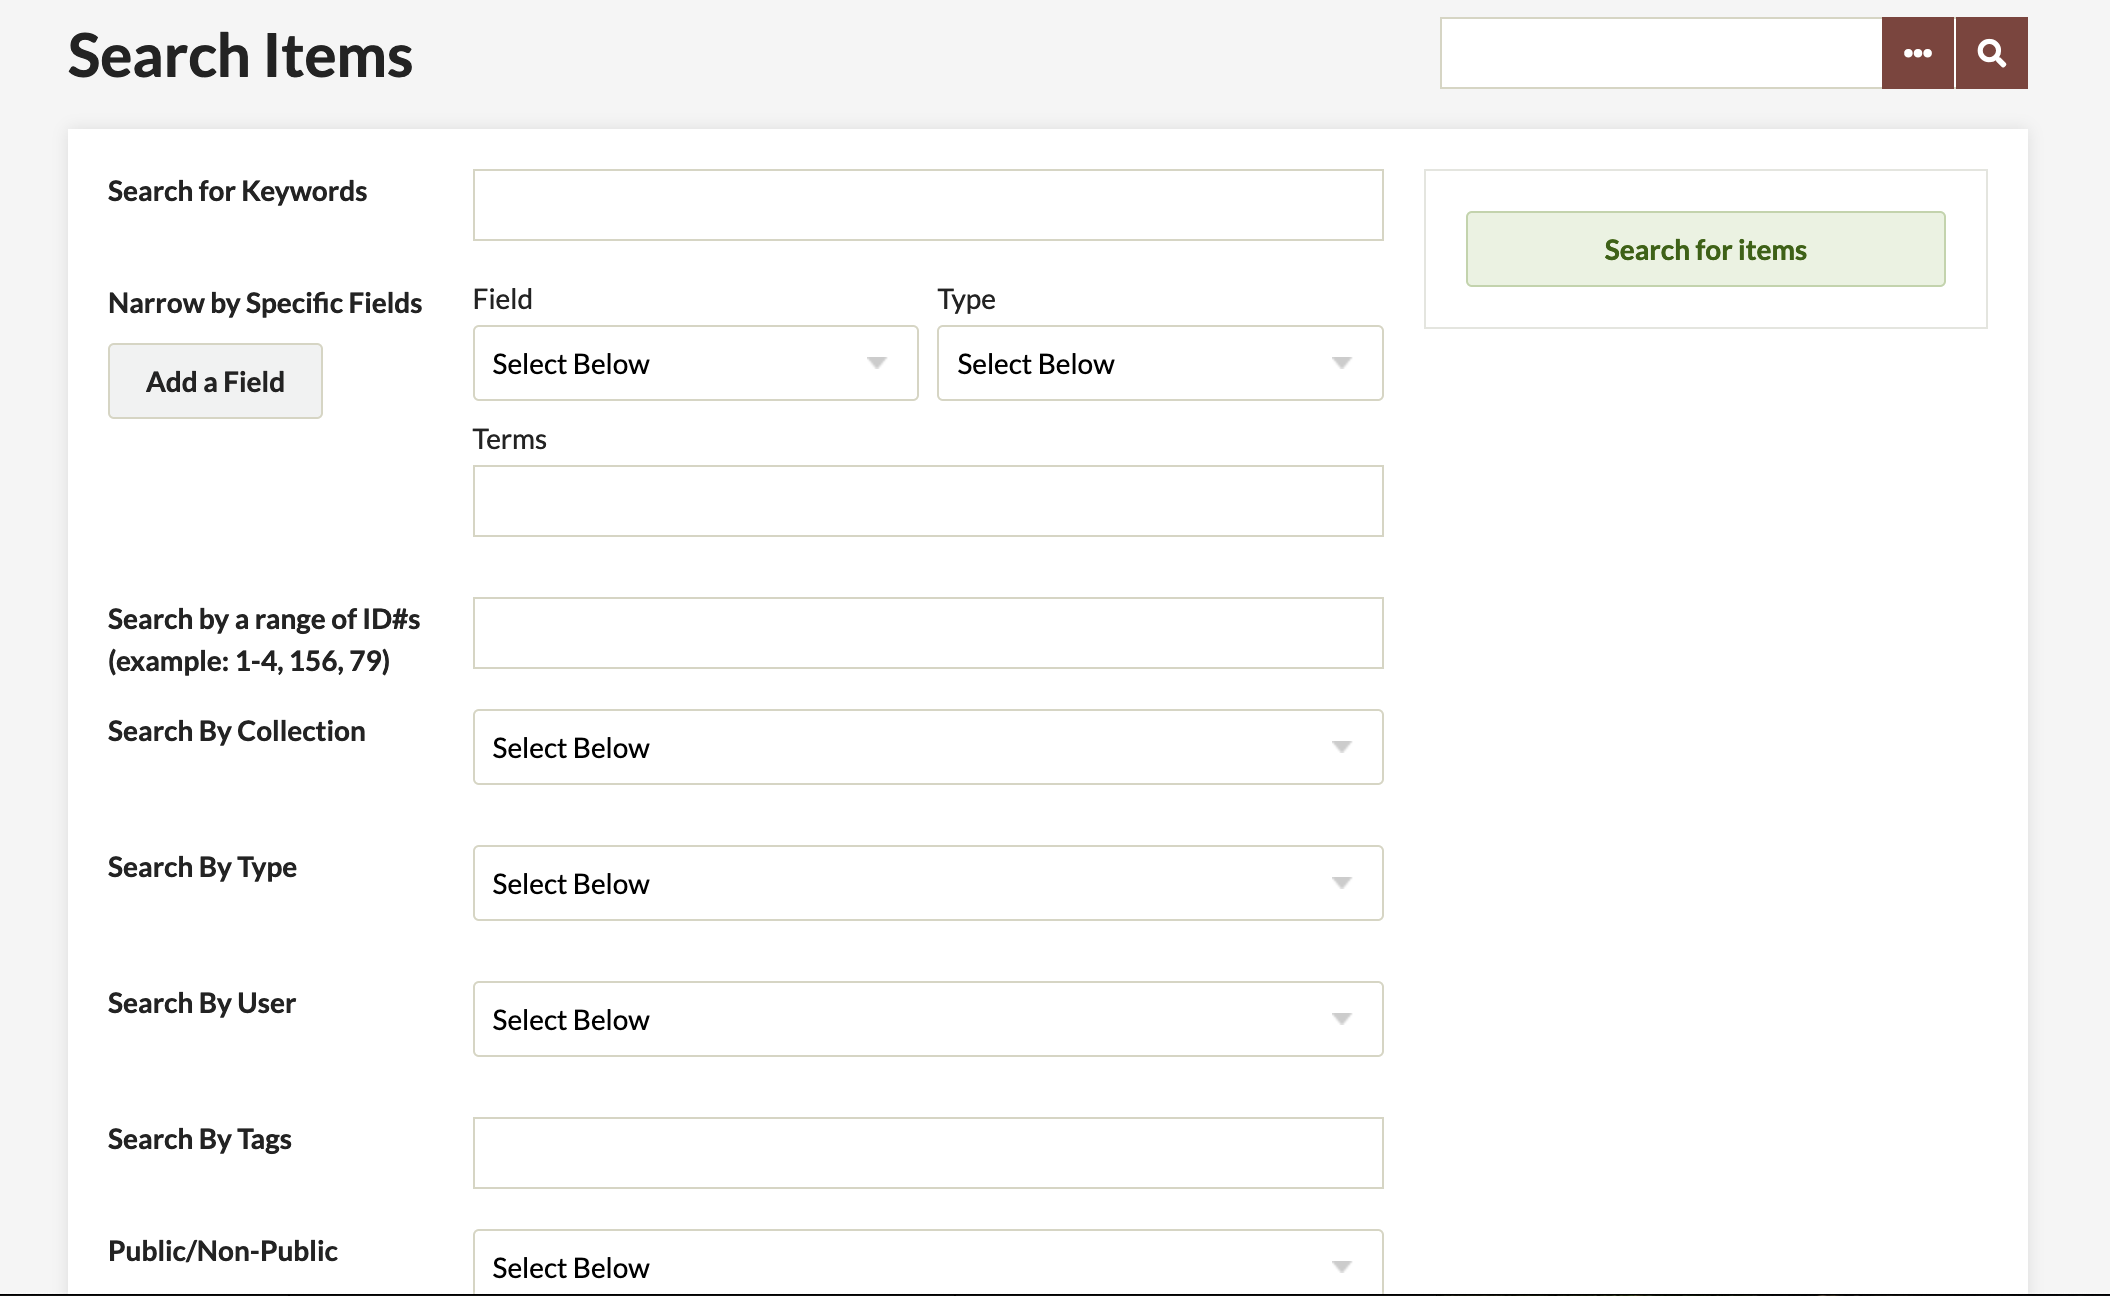 Search Items
Search for Keywords
Search for items
Narrow by Specific Fields
Add a Field
Field
Type
Select Below
Select Below
Terms
Search by a range of ID#s
(example: 1-4, 156, 79)
Search By Collection
Select Below
Search By Type
Select Below
Search By User
Select Below
Search By Tags
Public/Non-Public
Select Below